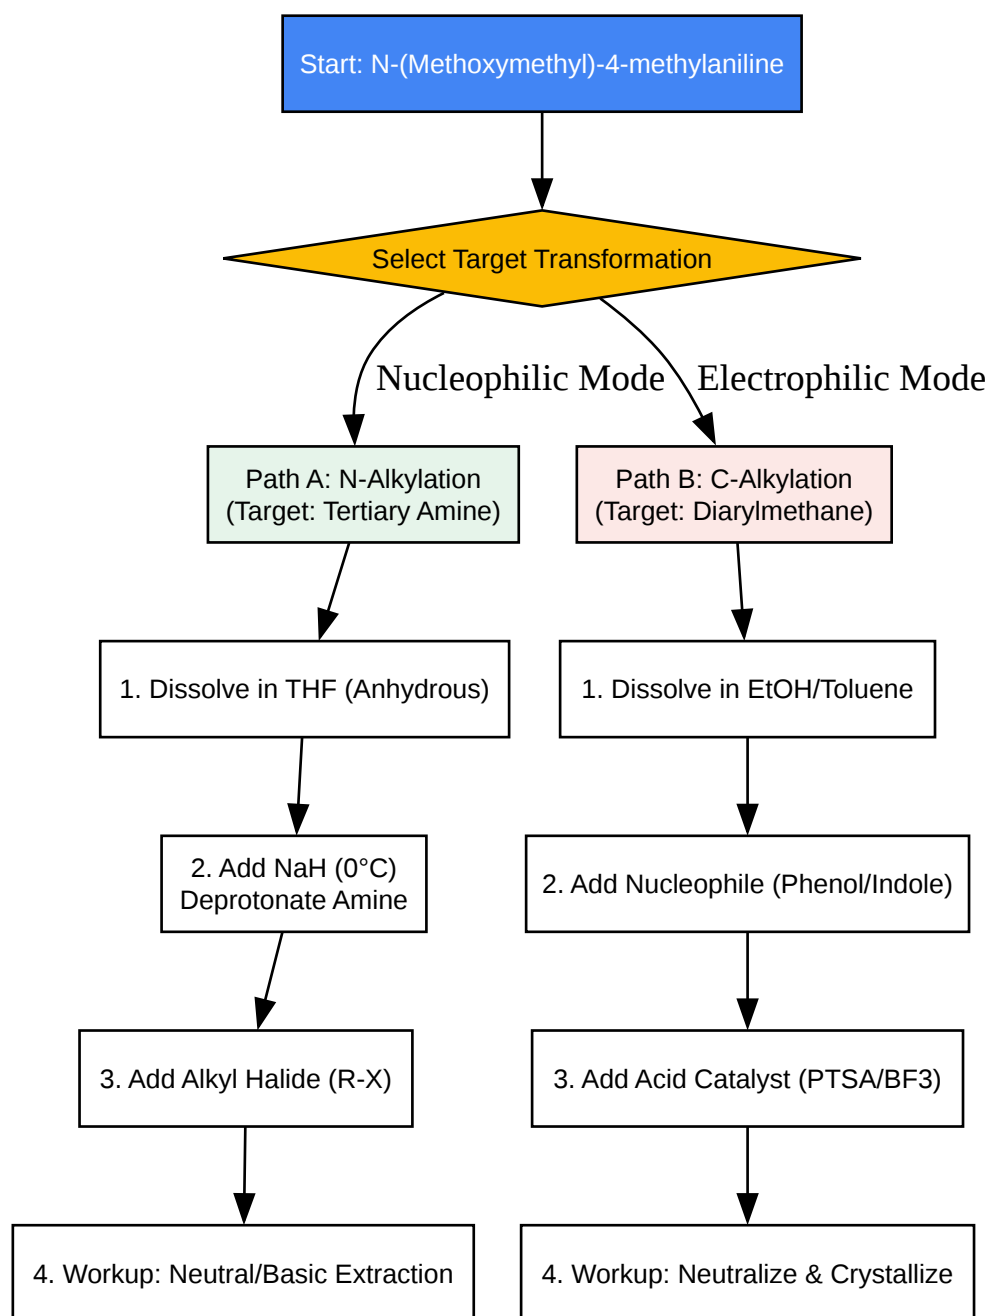 Start: N-(Methoxymethyl)-4-methylaniline
Select Target Transformation
Nucleophilic Mode
Electrophilic Mode
Path A: N-Alkylation
(Target: Tertiary Amine)
Path B: C-Alkylation
(Target: Diarylmethane)
1. Dissolve in THF (Anhydrous)
1. Dissolve in EtOH/Toluene
2. Add NaH (0°C)
Deprotonate Amine
2. Add Nucleophile (Phenol/Indole)
3. Add Alkyl Halide (R-X)
3. Add Acid Catalyst (PTSA/BF3)
4. Workup: Neutral/Basic Extraction
4. Workup: Neutralize & Crystallize